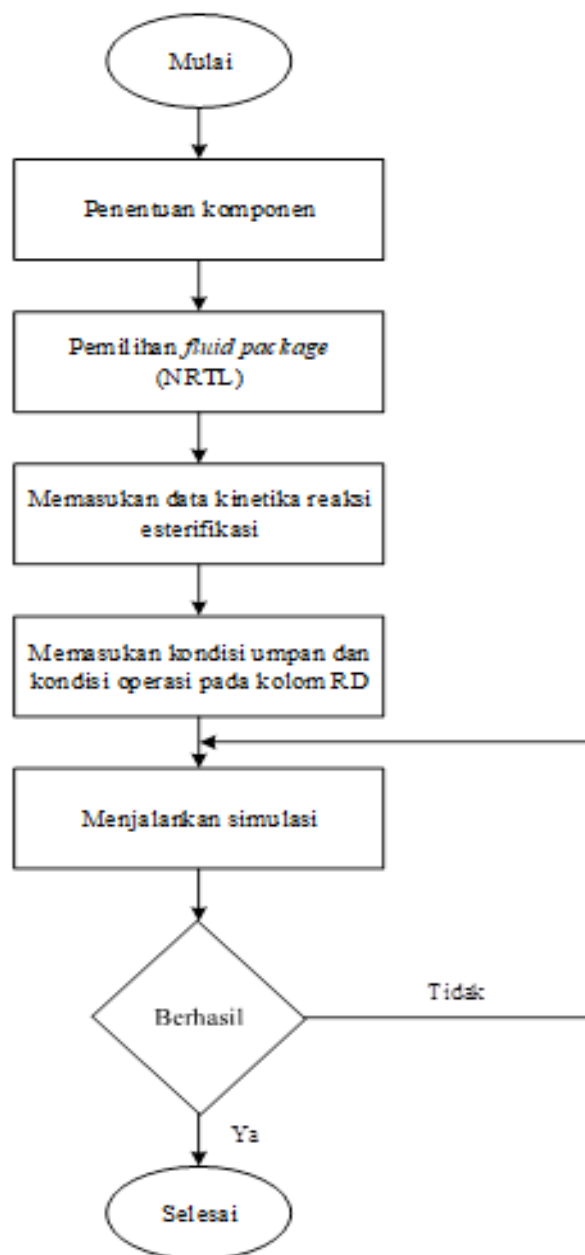 Mulai
Penentuan komponen
Pemilihan fluid package
(NRTL)
Memasukan data kinetika reaksi
esterifikasi
Memasukan kondisi umpan dan
kondisi operasi pada kolom RD
Menjalankan simulasi
Berhasil
Tidak
Ya
Selesai